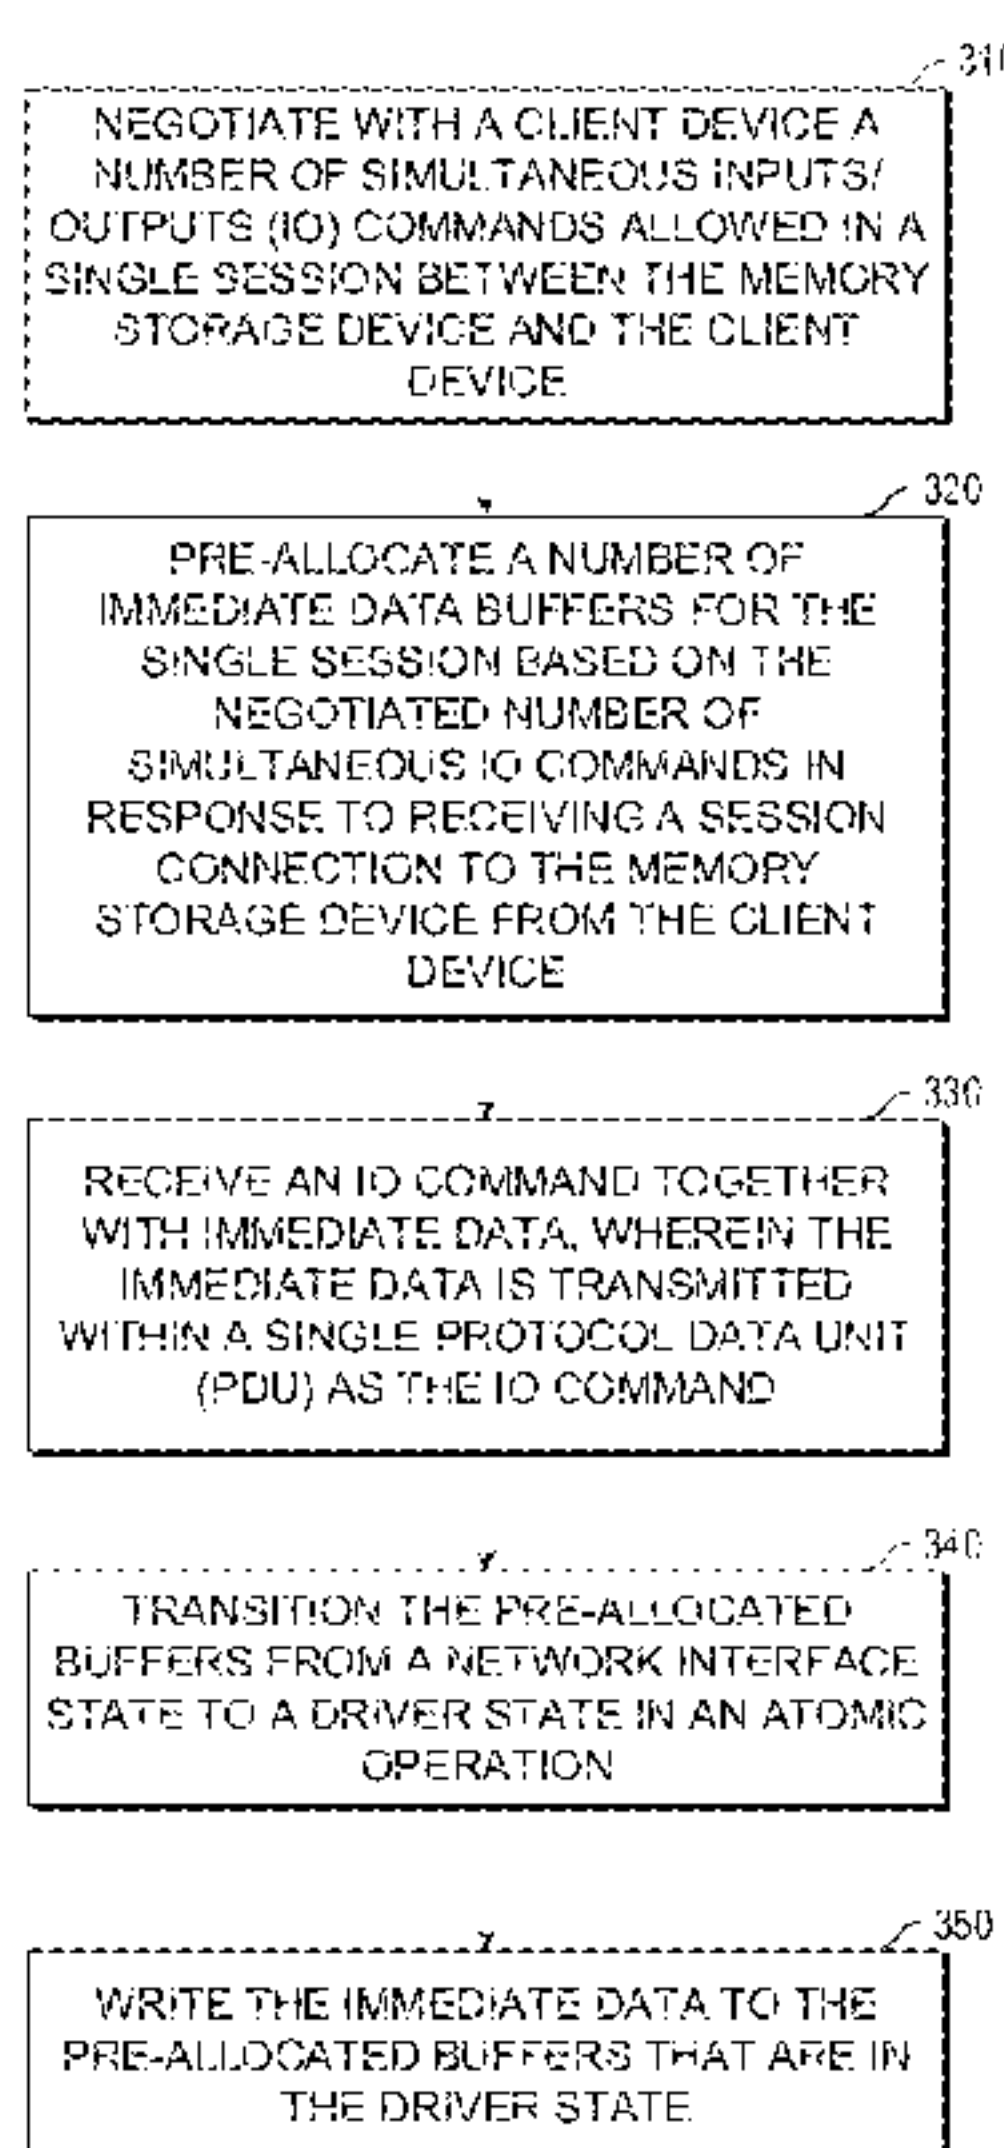 310
NEGOTIATE WITH A CLIENT DEVICE A
NUMBER OF SIMULTANEOUS INPUTS/
OUTPUTS (IO) COMMANDS ALLOWED IN A
SINGLE SESSION BETWEEN THE MEMORY
STORAGE DEVICE AND THE CLIENT
DEVICE
320
PRE-ALLOCATE A NUMBER OF
IMMEDIATE DATA BUFFERS FOR THE
SINGLE SESSION BASED ON THE
NEGOTIATED NUMBER OF
SIMULTANEOUS IO COMMANDS IN
RESPONSE TO RECEIVING A SESSION
CONNECTION TO THE MEMORY
STORAGE DEVICE FROM THE CLIENT
DEVICE
330
RECEIVE AN IO COMMAND TOGETHER
WITH IMMEDIATE DATA, WHEREIN THE
IMMEDIATE DATA IS TRANSMITTED
WITHIN A SINGLE PROTOCOL DATA UNIT
(PDU) AS THE IO COMMAND
340
TRANSITION THE PRE-ALLOCATED
BUFFERS FROM A NETWORK INTERFACE
STATE TO A DRIVER STATE IN AN ATOMIC
OPERATION
350
WRITE THE IMMEDIATE DATA TO THE
PRE-ALLOCATED BUFFERS THAT ARE IN
THE DRIVER STATE